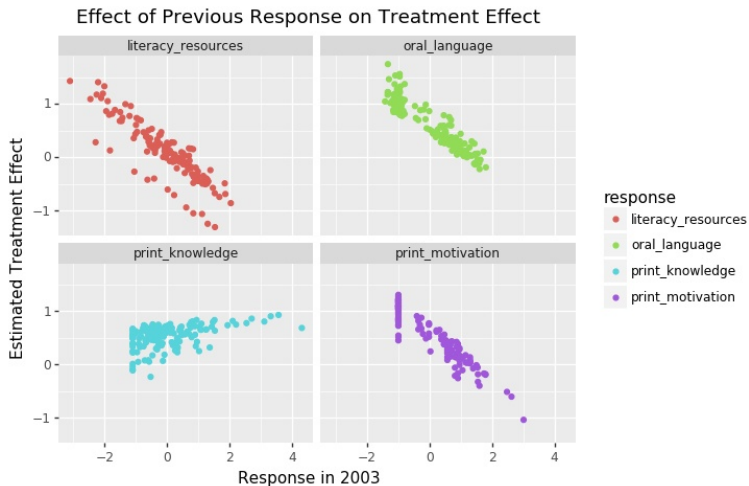 Effect of Previous Response on Treatment Effect
literacy_resources
oral_language
1
0
−1
print_knowledge
print_motivation
1
0
−1
−2
0
2
4
−2
0
2
4
Response in 2003
Estimated Treatment Effect
response
literacy_resources
oral_language
print_knowledge
print_motivation